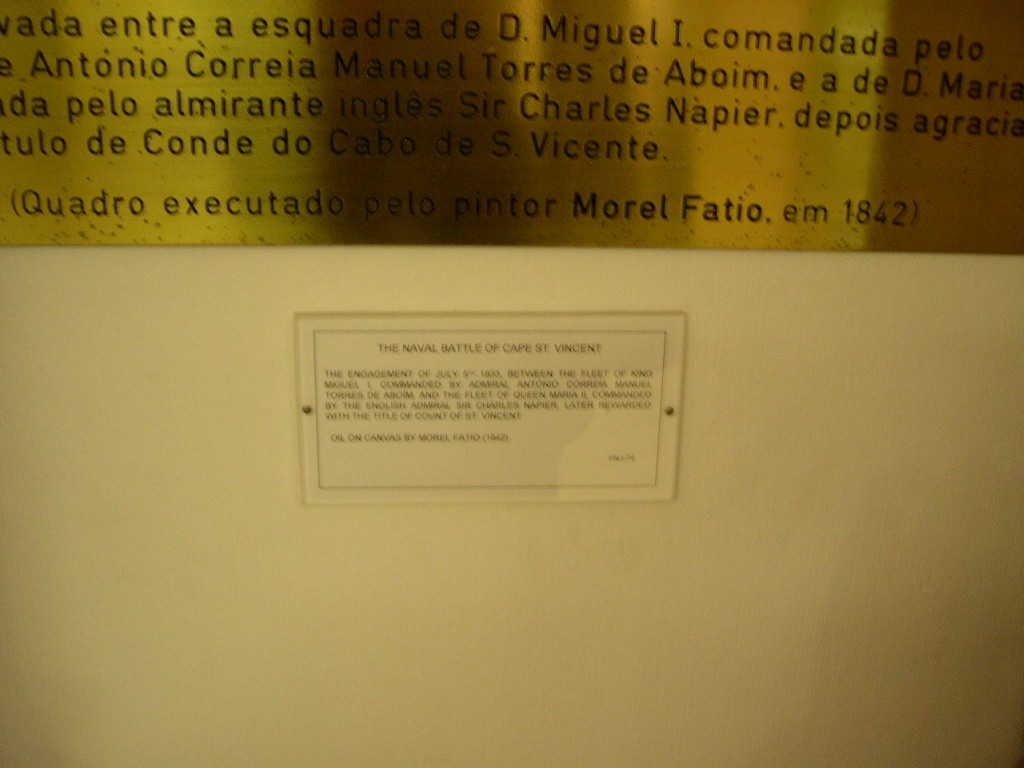 vada entre a esquadra de D. Miguel I, comandada pelo
e António Correia Manuel Torres de Aboim, e a de D. Maria
ada pelo almirante inglês Sir Charles Napier, depois agracia
tulo de Conde do Cabo de S. Vicente.
(Quadro executado pelo pintor Morel Fatio, em 1842)
THE NAVAL BATTLE OF CAPE ST. VINCENT
THE ENGAGEMENT OF JULY 5TH 1833, BETWEEN THE FLEET OF KING
MIGUEL I, COMMANDED BY ADMIRAL ANTÓNIO CORREIA MANUEL
TORRES DE ABOIM, AND THE FLEET OF QUEEN MARIA II, COMMANDED
BY THE ENGLISH ADMIRAL SIR CHARLES NAPIER, LATER REWARDED
WITH THE TITLE OF COUNT OF ST. VINCENT
OIL ON CANVAS BY MOREL FATIO (1842)